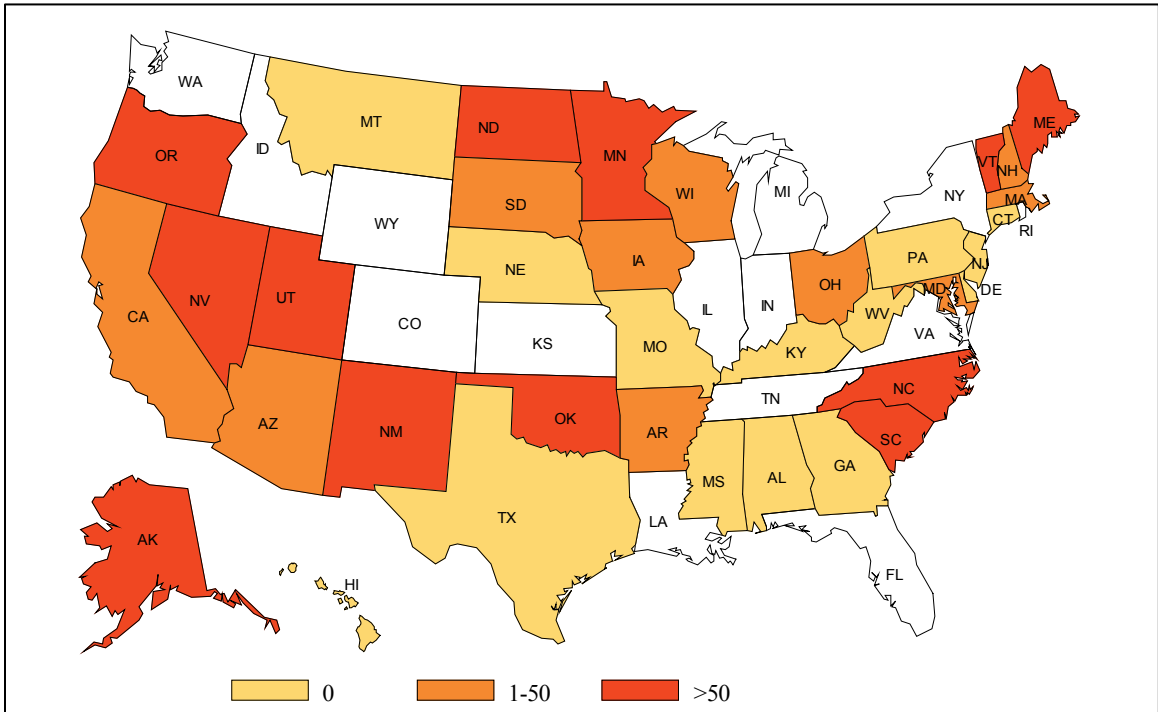 WA
MT
ND
MN
ME
OR
ID
VT
NH
WI
MI
NY
MA
SD
WY
CT
RI
IA
PA
NE
NJ
OH
MD
DE
NV
UT
IL
IN
WV
CA
CO
VA
KS
MO
KY
TN
NC
AZ
NM
OK
AR
SC
MS
AL
GA
TX
LA
AK
FL
HI
0
1-50
>50